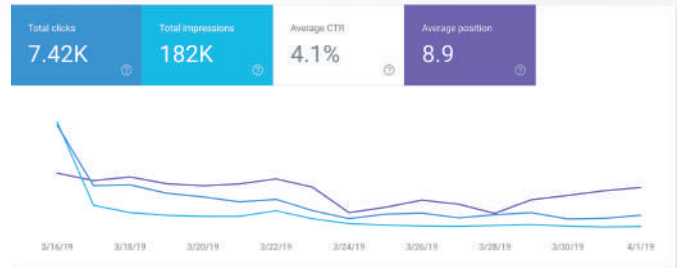 Total clicks
7.42K
Total impressions
182K
Average CTR
4.1%
Average position
8.9
3/16/19 3/18/19 3/20/19 3/22/19 3/24/19 3/26/19 3/28/19 3/30/19 4/1/19